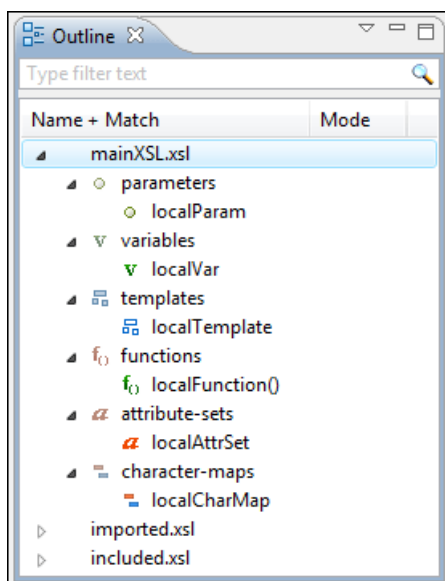 Outline
Type filter text
Name + Match Mode
mainXSL.xsl
parameters
localParam
v variables
v localVar
templates
localTemplate
f() functions
f() localFunction()
a attribute-sets
a localAttrSet
character-maps
localCharMap
imported.xsl
included.xsl